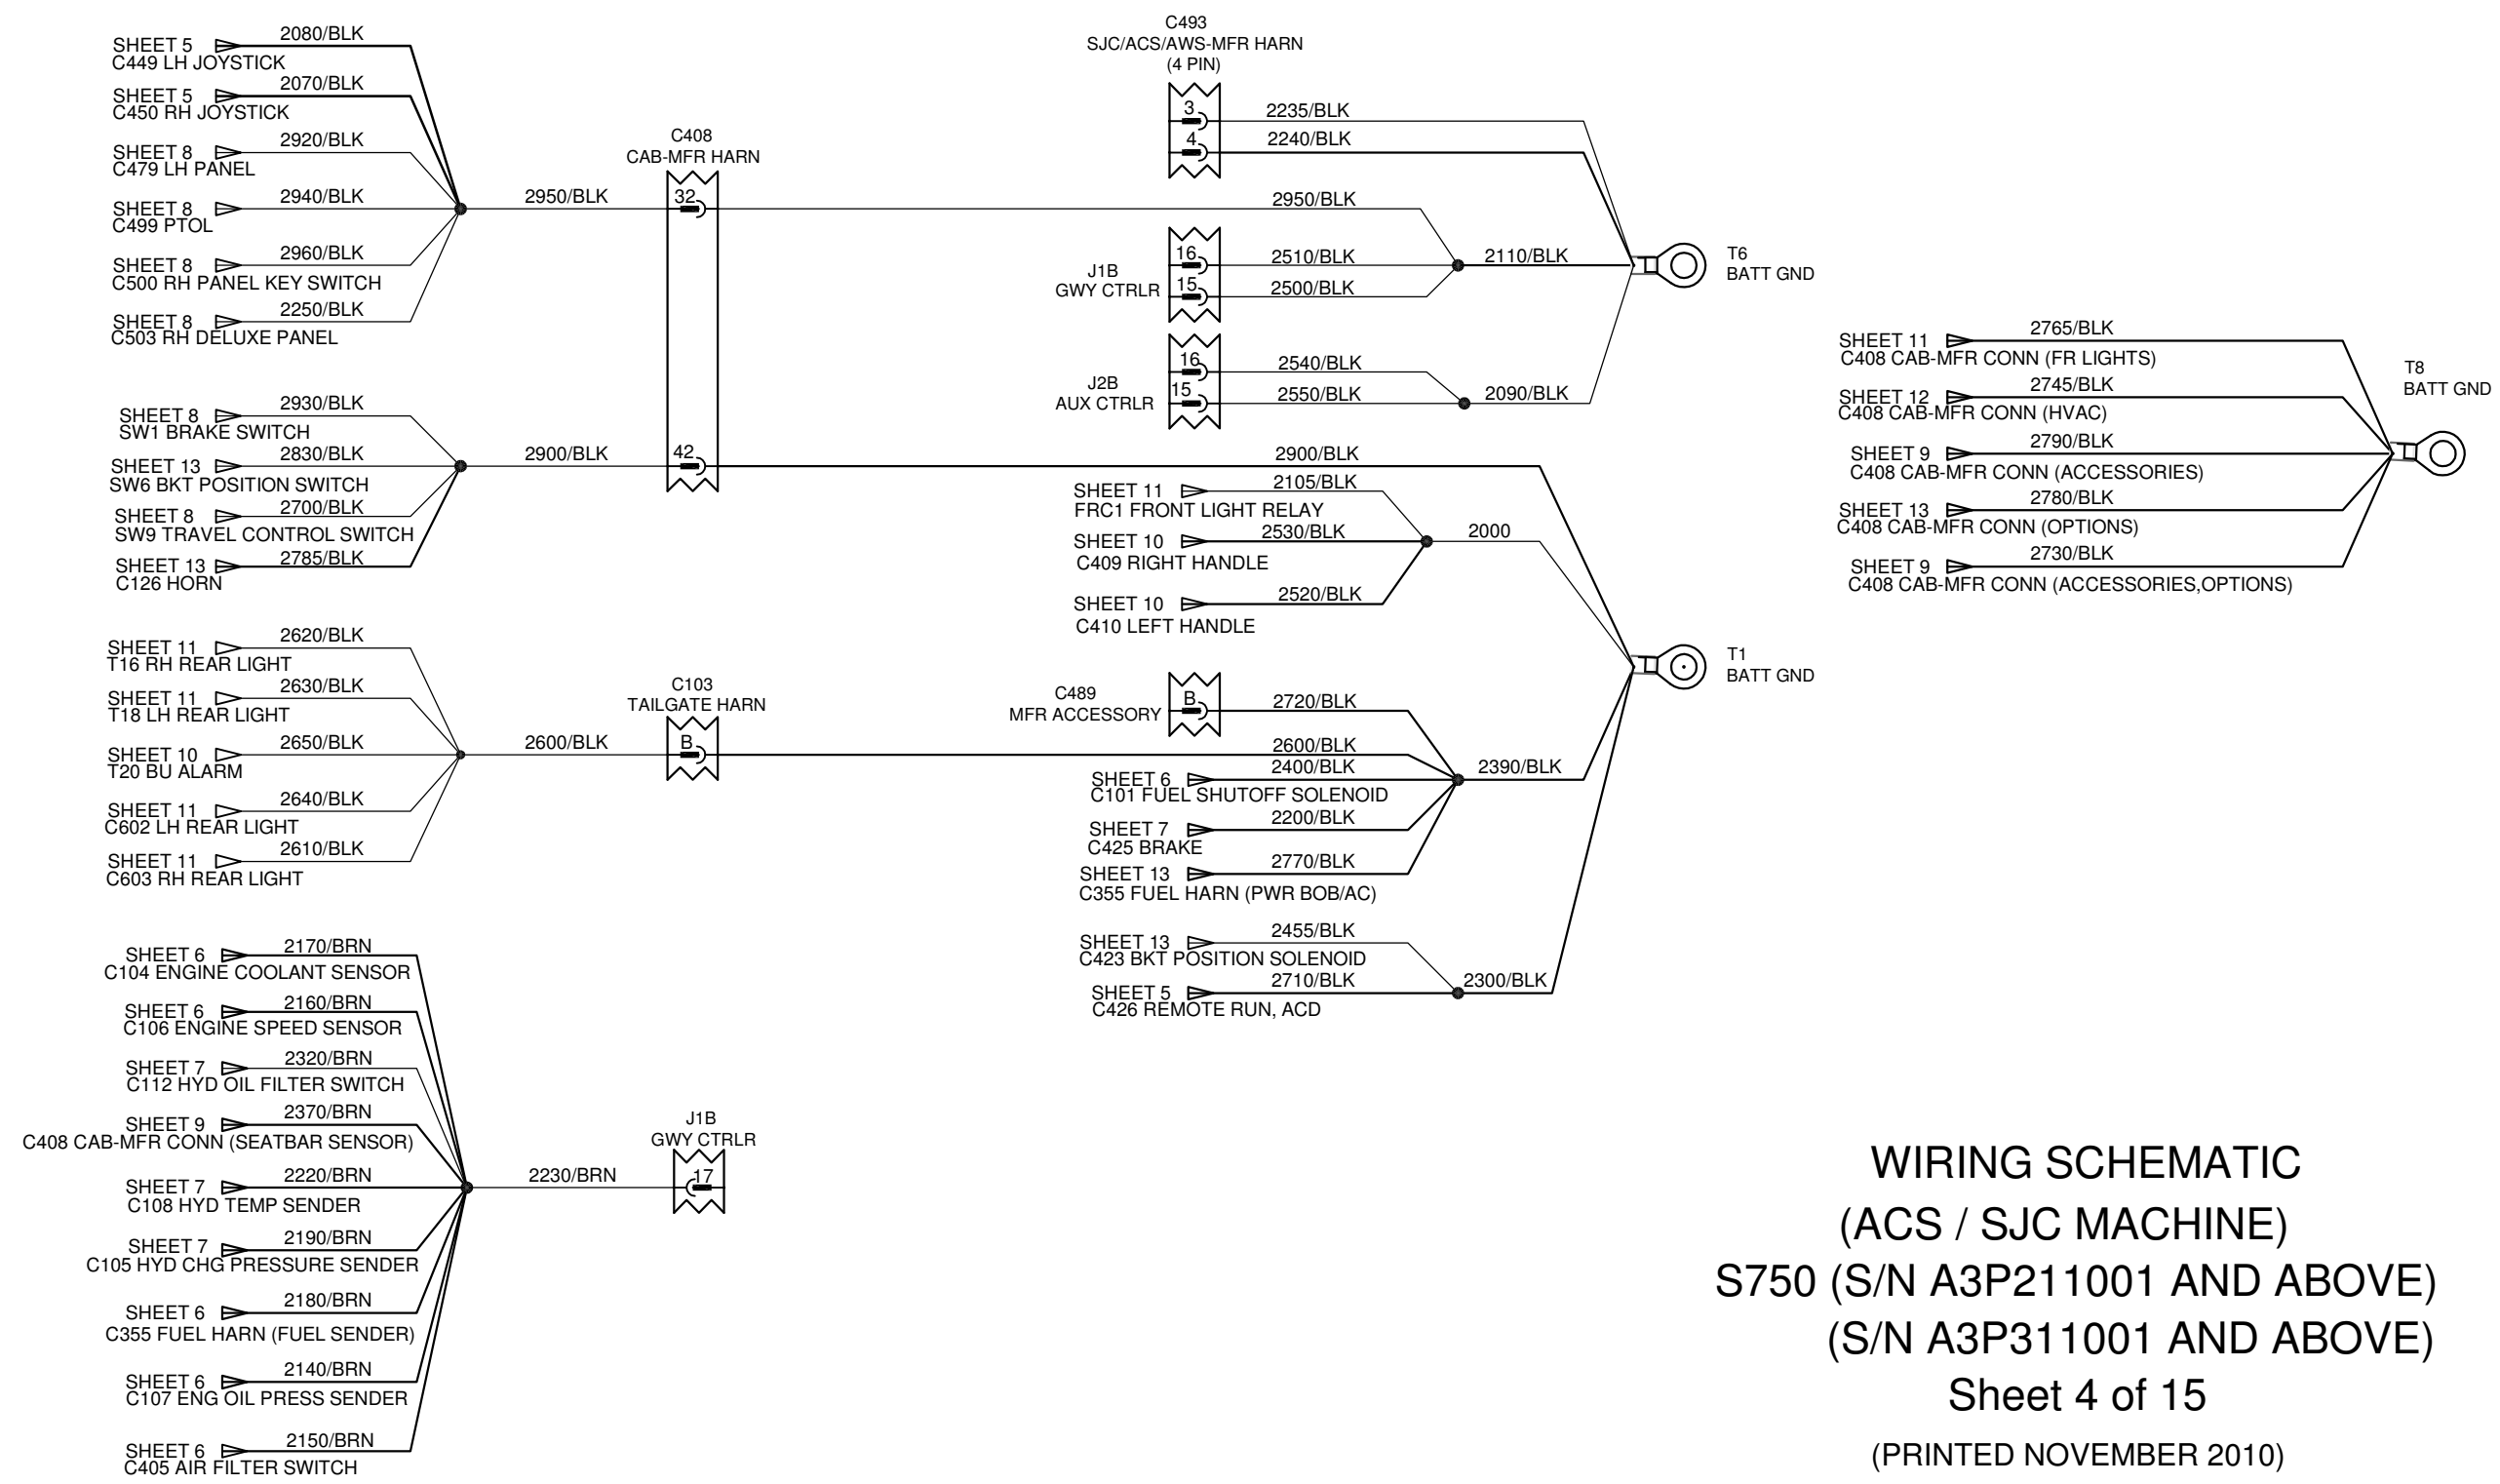 2080/BLK
SHEET 5
C449 LH JOYSTICK
2070/BLK
SHEET 5
C450 RH JOYSTICK
2920/BLK
SHEET 8
C479 LH PANEL
2940/BLK
SHEET 8
C499 PTOL
2960/BLK
SHEET 8
C500 RH PANEL KEY SWITCH
2250/BLK
SHEET 8
C503 RH DELUXE PANEL
2950/BLK
C408
CAB-MFR HARN
32
42
2930/BLK
SHEET 8
SW1 BRAKE SWITCH
2830/BLK
SHEET 13
SW6 BKT POSITION SWITCH
2700/BLK
SHEET 8
SW9 TRAVEL CONTROL SWITCH
2785/BLK
SHEET 13
C126 HORN
2900/BLK
2620/BLK
SHEET 11
T16 RH REAR LIGHT
2630/BLK
SHEET 11
T18 LH REAR LIGHT
2650/BLK
SHEET 10
T20 BU ALARM
2640/BLK
SHEET 11
C602 LH REAR LIGHT
2610/BLK
SHEET 11
C603 RH REAR LIGHT
2600/BLK
C103
TAILGATE HARN
B
2170/BRN
SHEET 6
C104 ENGINE COOLANT SENSOR
2160/BRN
SHEET 6
C106 ENGINE SPEED SENSOR
2320/BRN
SHEET 7
C112 HYD OIL FILTER SWITCH
2370/BRN
SHEET 9
C408 CAB-MFR CONN (SEATBAR SENSOR)
2220/BRN
SHEET 7
C108 HYD TEMP SENDER
2190/BRN
SHEET 7
C105 HYD CHG PRESSURE SENDER
2180/BRN
SHEET 6
C355 FUEL HARN (FUEL SENDER)
2140/BRN
SHEET 6
C107 ENG OIL PRESS SENDER
2150/BRN
SHEET 6
C405 AIR FILTER SWITCH
2230/BRN
J1B
GWY CTRLR
17
C493
SJC/ACS/AWS-MFR HARN
(4 PIN)
3
2235/BLK
4
2240/BLK
2950/BLK
J1B
GWY CTRLR
16
2510/BLK
15
2500/BLK
2110/BLK
J2B
AUX CTRLR
16
2540/BLK
15
2550/BLK
2090/BLK
T6
BATT GND
2900/BLK
2105/BLK
SHEET 11
FRC1 FRONT LIGHT RELAY
2530/BLK
SHEET 10
C409 RIGHT HANDLE
2520/BLK
SHEET 10
C410 LEFT HANDLE
2000
T1
BATT GND
C489
MFR ACCESSORY
B
2720/BLK
2600/BLK
2400/BLK
SHEET 6
C101 FUEL SHUTOFF SOLENOID
2200/BLK
SHEET 7
C425 BRAKE
2770/BLK
SHEET 13
C355 FUEL HARN (PWR BOB/AC)
2390/BLK
2455/BLK
SHEET 13
C423 BKT POSITION SOLENOID
2710/BLK
SHEET 5
C426 REMOTE RUN, ACD
2300/BLK
2765/BLK
SHEET 11
C408 CAB-MFR CONN (FR LIGHTS)
2745/BLK
SHEET 12
C408 CAB-MFR CONN (HVAC)
2790/BLK
SHEET 9
C408 CAB-MFR CONN (ACCESSORIES)
2780/BLK
SHEET 13
C408 CAB-MFR CONN (OPTIONS)
2730/BLK
SHEET 9
C408 CAB-MFR CONN (ACCESSORIES,OPTIONS)
T8
BATT GND
WIRING SCHEMATIC
(ACS / SJC MACHINE)
S750 (S/N A3P211001 AND ABOVE)
(S/N A3P311001 AND ABOVE)
Sheet 4 of 15
(PRINTED NOVEMBER 2010)